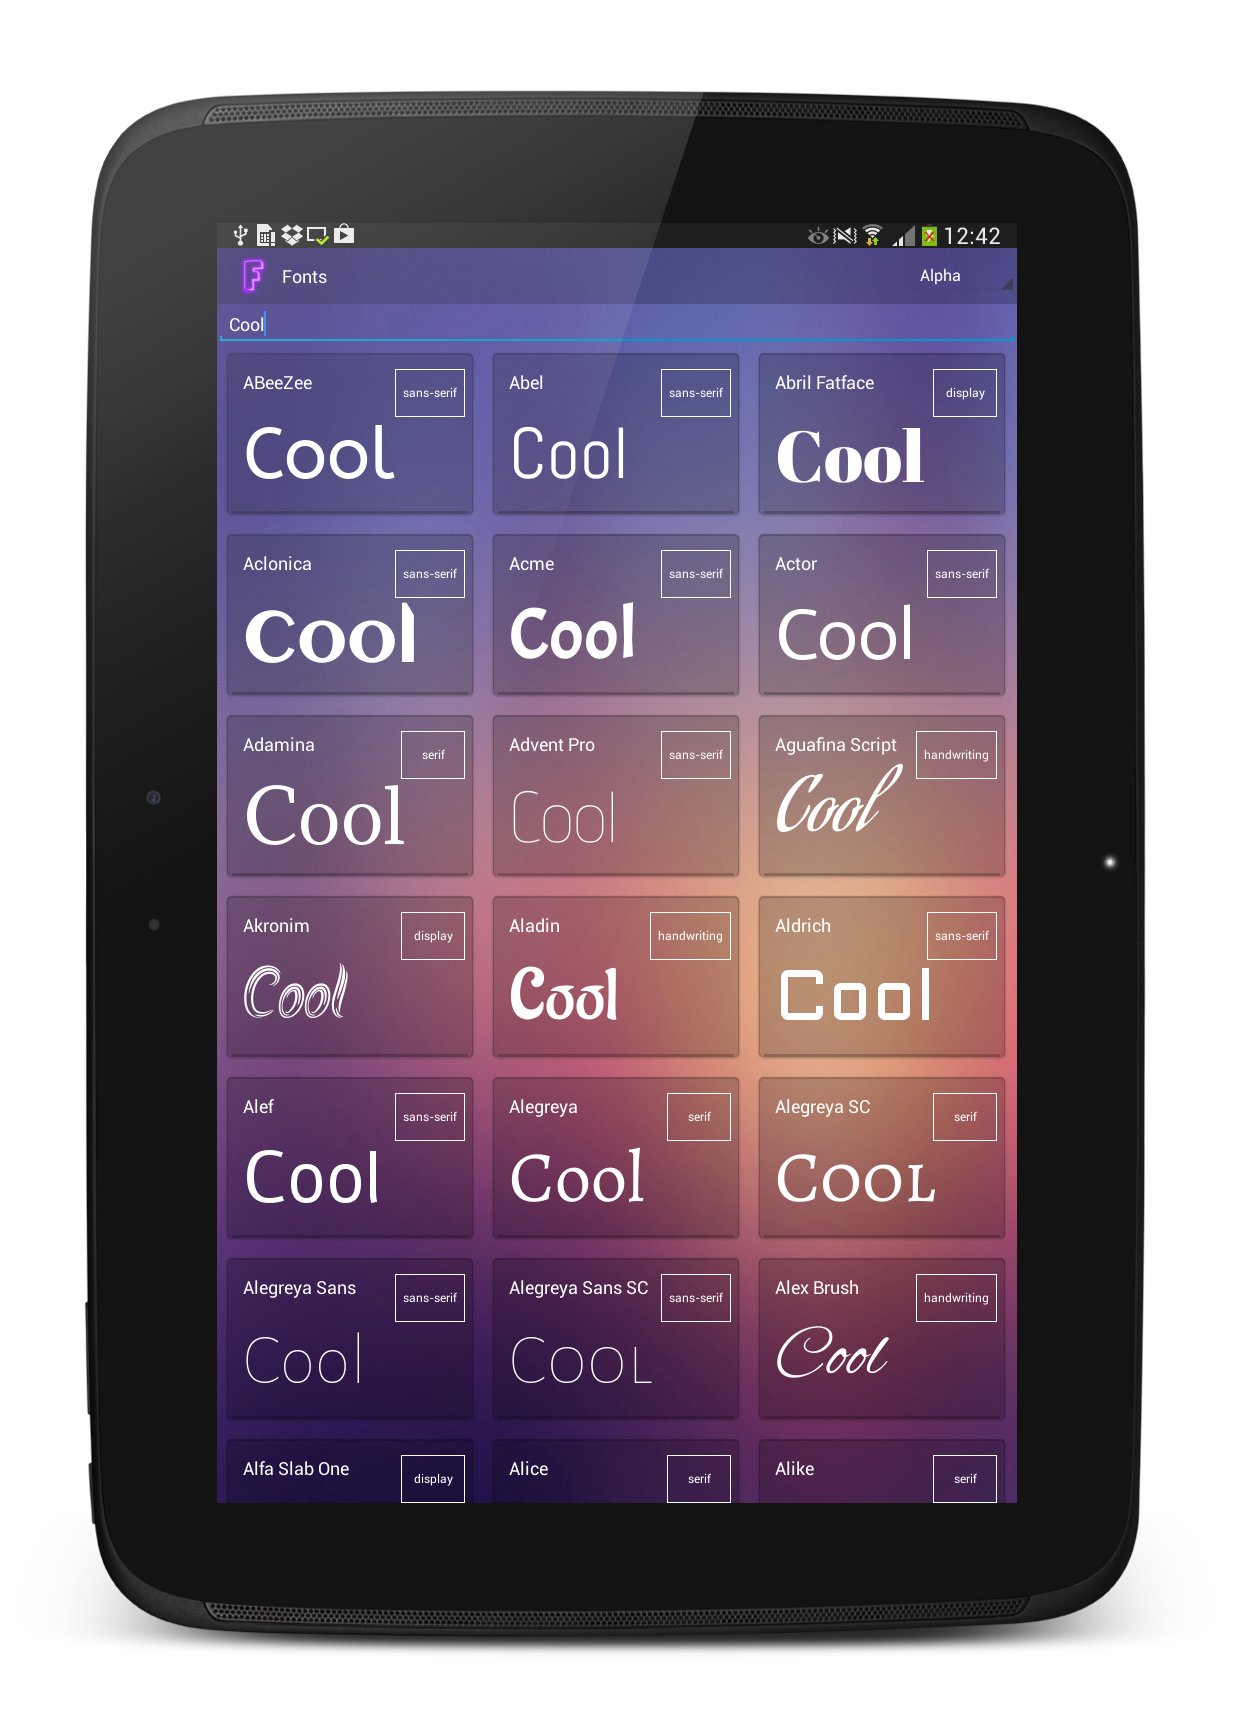 12:42
F Fonts Alpha
Cool
ABeeZee sans-serif
Cool
Abel sans-serif
Cool
Abril Fatface display
Cool
Aclonica sans-serif
Cool
Acme sans-serif
Cool
Actor sans-serif
Cool
Adamina serif
Cool
Advent Pro sans-serif
Cool
Aguafina Script handwriting
Cool
Akronim display
Cool
Aladin handwriting
Cool
Aldrich sans-serif
Cool
Alef sans-serif
Cool
Alegreya serif
Cool
Alegreya SC serif
Cool
Alegreya Sans sans-serif
Cool
Alegreya Sans SC sans-serif
Cool
Alex Brush handwriting
Cool
Alfa Slab One display
Alice serif
Alike serif